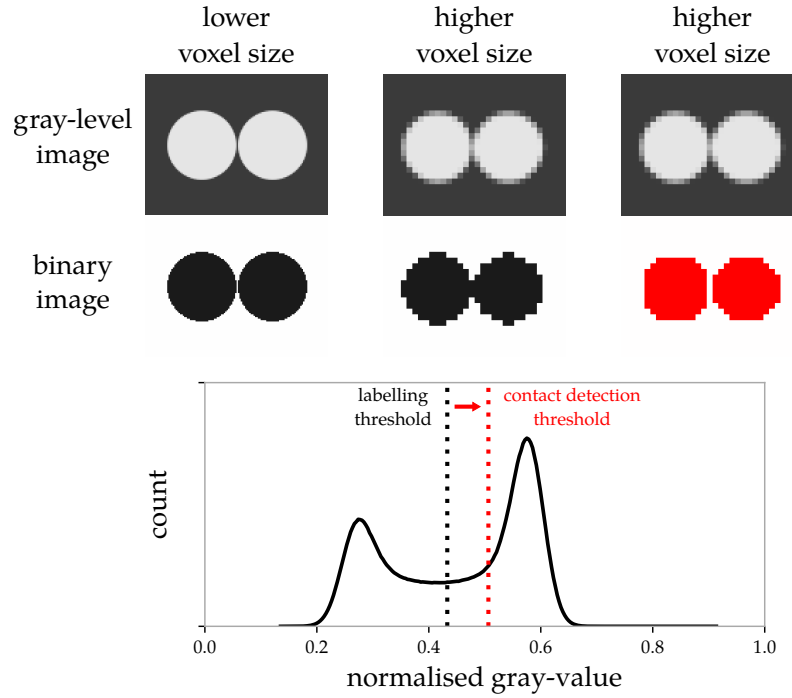 lower
voxel size
higher
voxel size
higher
voxel size
gray-level
image
binary
image
labelling
threshold
contact detection
threshold
count
0.0
0.2
0.4
0.6
0.8
1.0
normalised gray-value